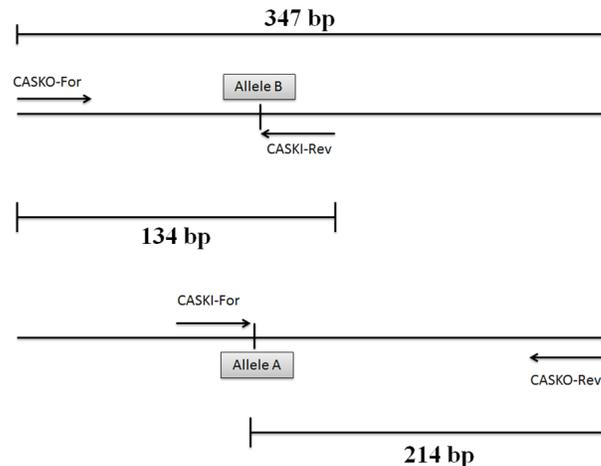 347 bp
CASKO-For
Allele B
CASKI-Rev
134 bp
CASKI-For
Allele A
CASKO-Rev
214 bp